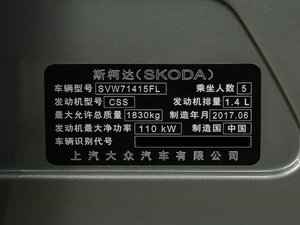 斯柯达(SKODA)
车辆型号 SVW71415FL 乘坐人数 5
发动机型号 CSS 发动机排量 1.4 L
最大允许总质量 1830kg 制造年月 2017.06
发动机最大净功率 110 kW 制造国 中国
车辆识别代号
上汽大众汽车有限公司